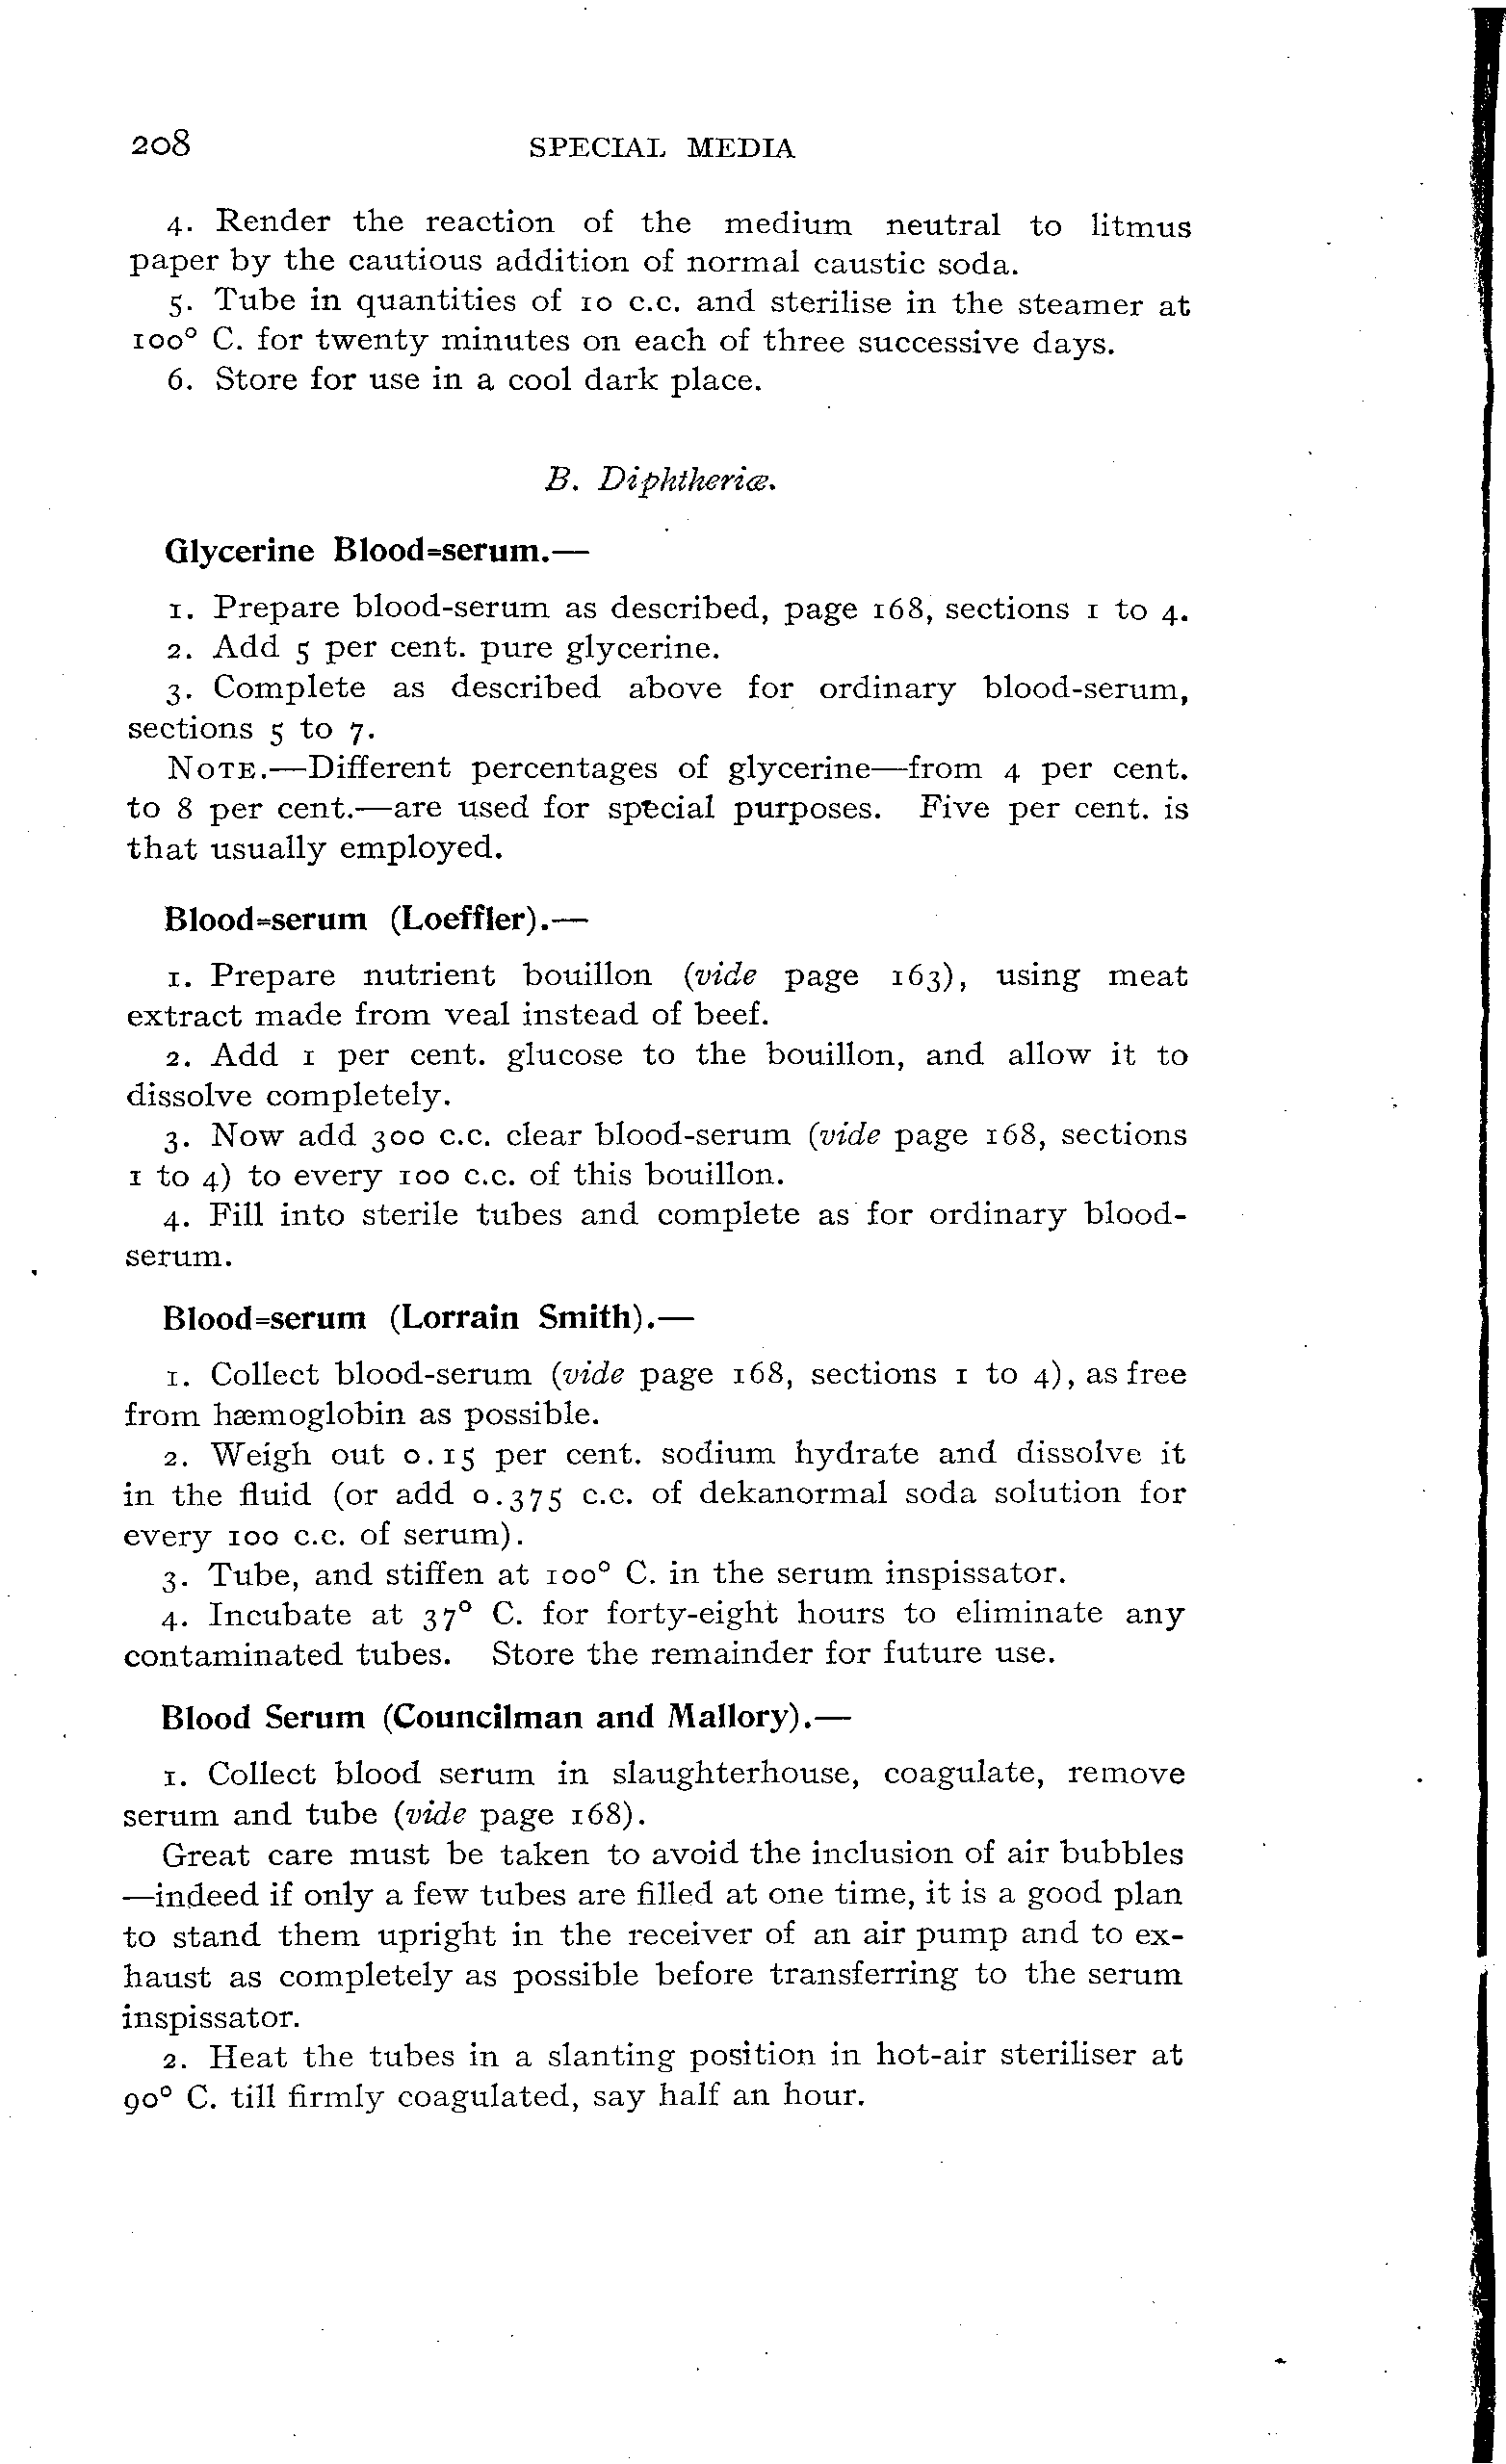 208 SPECIAL MEDIA
4. Render the reaction of the medium neutral to litmus
paper by the cautious addition of normal caustic soda.
5. Tube in quantities of 10 c.c. and sterilise in the steamer at
100° C. for twenty minutes on each of three successive days.
6. Store for use in a cool dark place.
B. Diphtheriæ.
Glycerine Blood=serum.—
1. Prepare blood-serum as described, page 168, sections 1 to 4.
2. Add 5 per cent. pure glycerine.
3. Complete as described above for ordinary blood-serum,
sections 5 to 7.
NOTE.—Different percentages of glycerine—from 4 per cent.
to 8 per cent.—are used for special purposes. Five per cent. is
that usually employed.
Blood=serum (Loeffler).—
1. Prepare nutrient bouillon (vide page 163), using meat
extract made from veal instead of beef.
2. Add 1 per cent. glucose to the bouillon, and allow it to
dissolve completely.
3. Now add 300 c.c. clear blood-serum (vide page 168, sections
1 to 4) to every 100 c.c. of this bouillon.
4. Fill into sterile tubes and complete as for ordinary blood-
serum.
Blood=serum (Lorrain Smith).—
1. Collect blood-serum (vide page 168, sections 1 to 4), as free
from hæmoglobin as possible.
2. Weigh out 0.15 per cent. sodium hydrate and dissolve it
in the fluid (or add 0.375 c.c. of dekanormal soda solution for
every 100 c.c. of serum).
3. Tube, and stiffen at 100° C. in the serum inspissator.
4. Incubate at 37° C. for forty-eight hours to eliminate any
contaminated tubes. Store the remainder for future use.
Blood Serum (Councilman and Mallory).—
1. Collect blood serum in slaughterhouse, coagulate, remove
serum and tube (vide page 168).
Great care must be taken to avoid the inclusion of air bubbles
—indeed if only a few tubes are filled at one time, it is a good plan
to stand them upright in the receiver of an air pump and to ex-
haust as completely as possible before transferring to the serum
inspissator.
2. Heat the tubes in a slanting position in hot-air steriliser at
90° C. till firmly coagulated, say half an hour.